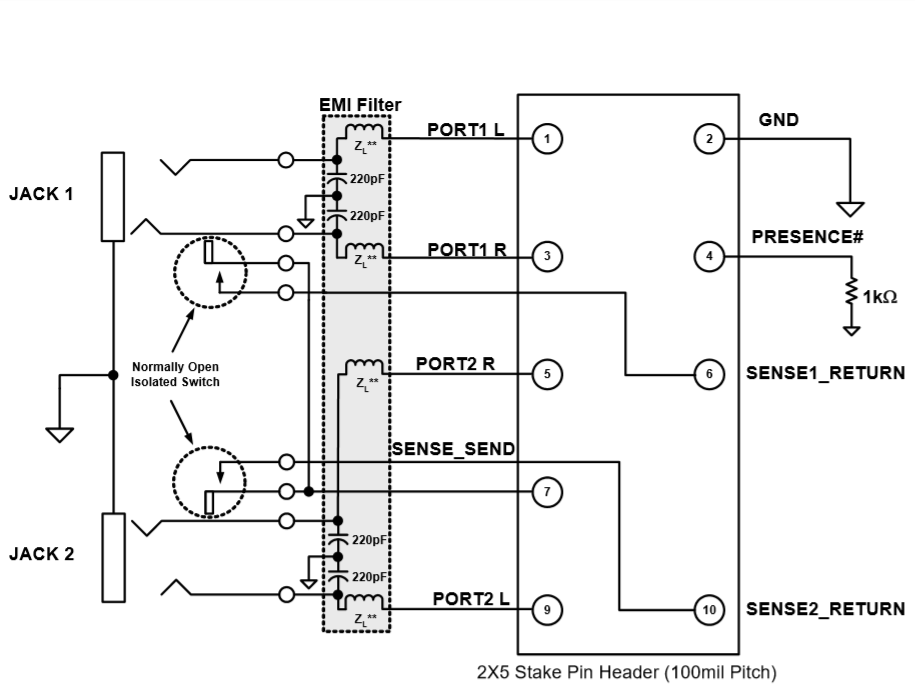 EMI Filter
PORT1 L
GND
1
2
Z_L**
220pF
JACK 1
220pF
PRESENCE#
PORT1 R
3
4
Z_L**
1kΩ
Normally Open
Isolated Switch
PORT2 R
5
6
SENSE1_RETURN
Z_L**
SENSE_SEND
7
220pF
JACK 2
220pF
PORT2 L
9
10
SENSE2_RETURN
Z_L**
2X5 Stake Pin Header (100mil Pitch)